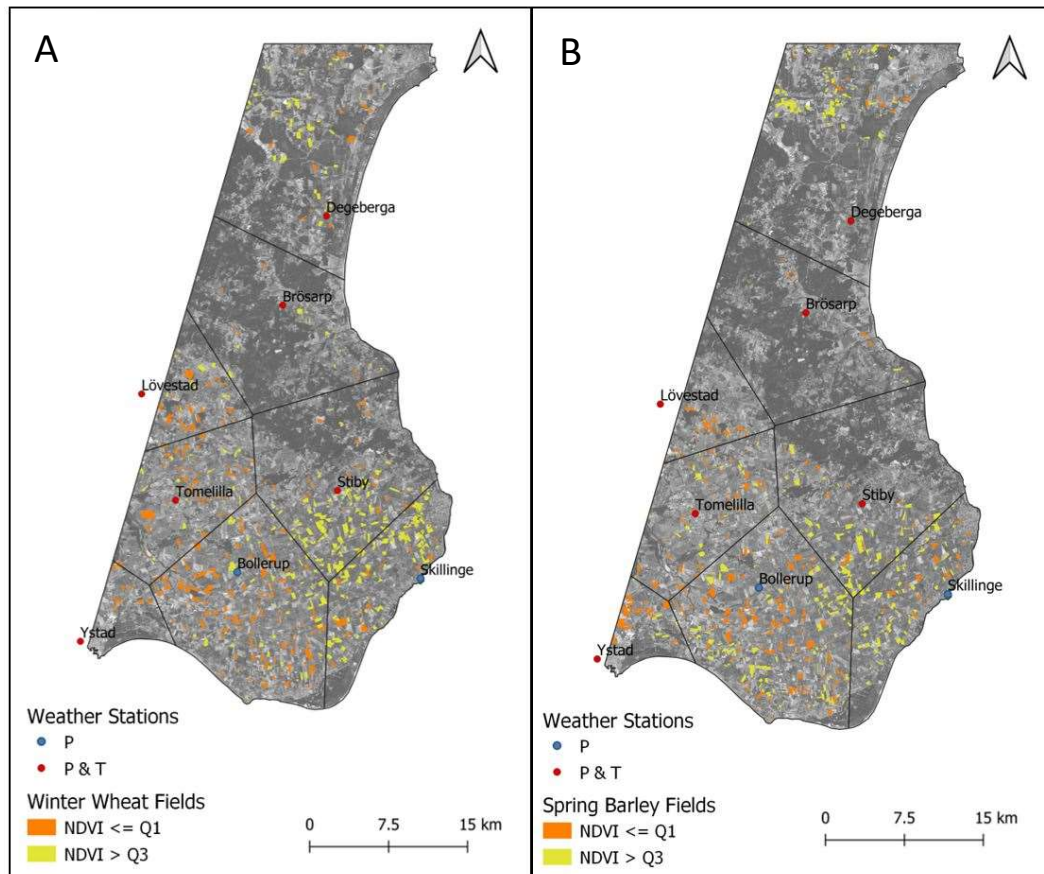 A
Degeberga
Brösarp
Lövestad
Stiby
Tomelilla
Bollerup
Skillinge
Ystad
Weather Stations
P
P & T
Winter Wheat Fields
NDVI <= Q1
NDVI > Q3
0 7.5 15 km
B
Degeberga
Brösarp
Lövestad
Stiby
Tomelilla
Bollerup
Skillinge
Ystad
Weather Stations
P
P & T
Spring Barley Fields
NDVI <= Q1
NDVI > Q3
0 7.5 15 km